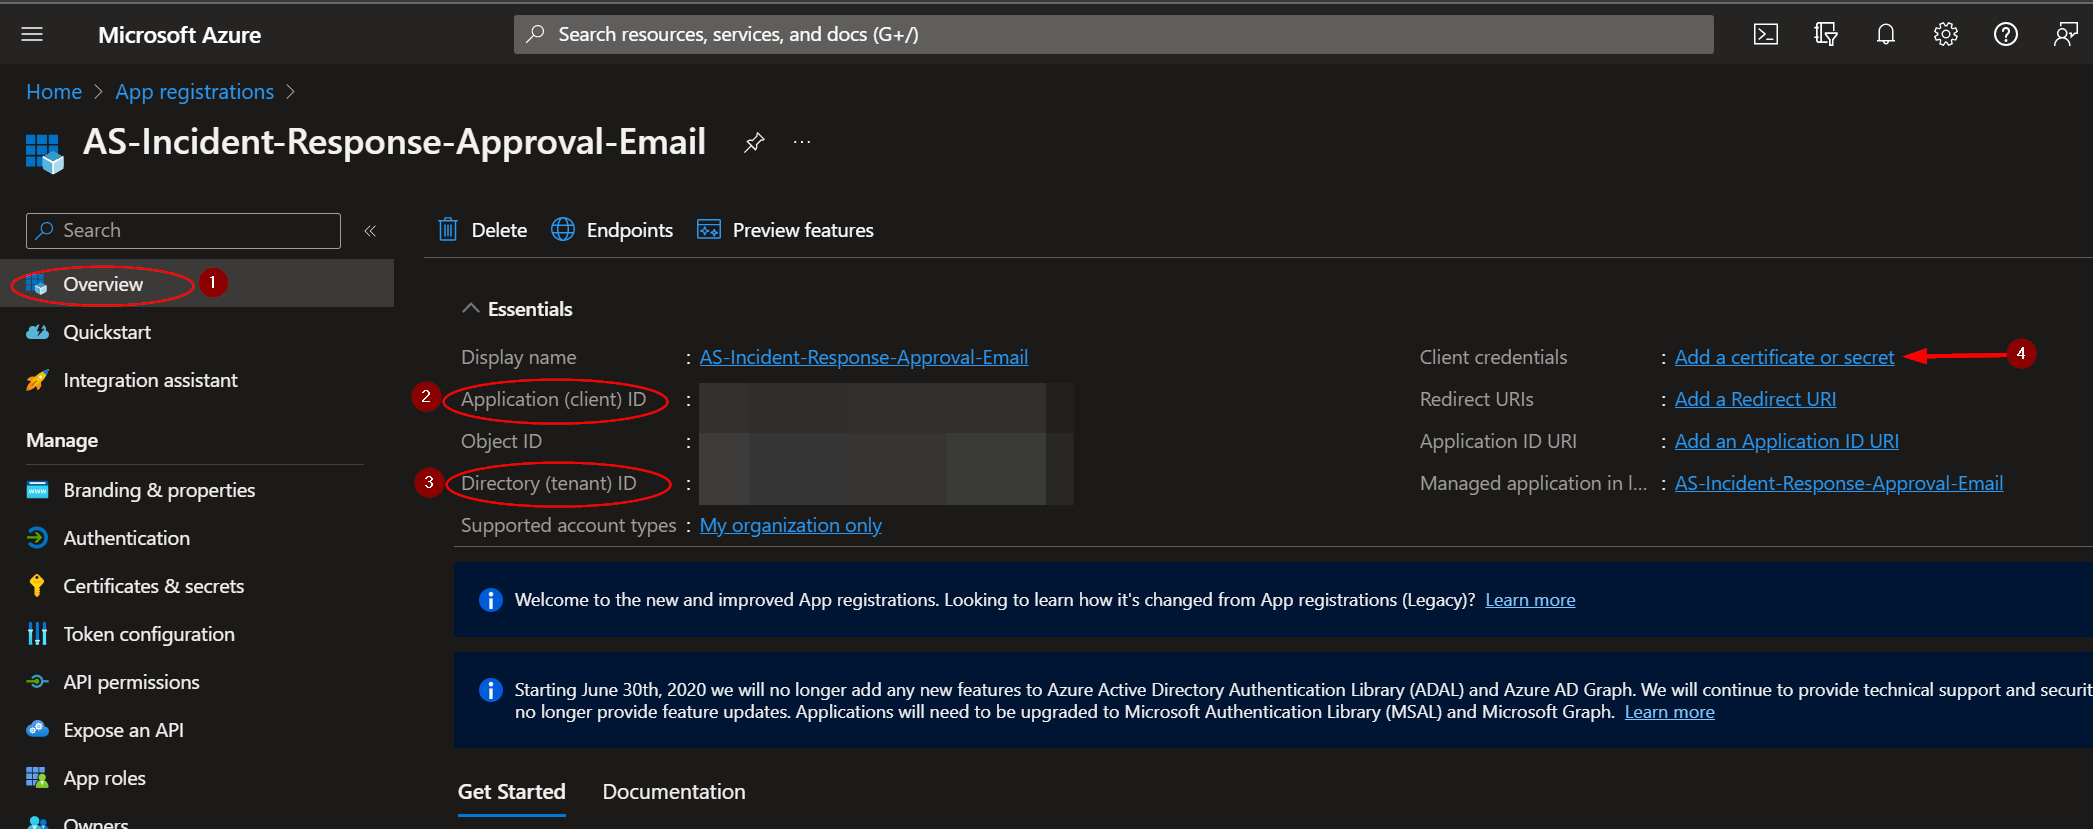 Microsoft Azure
Search resources, services, and docs (G+/)
Home > App registrations >
AS-Incident-Response-Approval-Email
Search
Overview 1
Quickstart
Integration assistant
Manage
Branding & properties
Authentication
Certificates & secrets
Token configuration
API permissions
Expose an API
App roles
Owners
Delete Endpoints Preview features
Essentials
Display name : AS-Incident-Response-Approval-Email
2 Application (client) ID :
Object ID :
3 Directory (tenant) ID :
Supported account types : My organization only
Client credentials : Add a certificate or secret 4
Redirect URIs : Add a Redirect URI
Application ID URI : Add an Application ID URI
Managed application in l... : AS-Incident-Response-Approval-Email
Welcome to the new and improved App registrations. Looking to learn how it's changed from App registrations (Legacy)? Learn more
Starting June 30th, 2020 we will no longer add any new features to Azure Active Directory Authentication Library (ADAL) and Azure AD Graph. We will continue to provide technical support and securit
no longer provide feature updates. Applications will need to be upgraded to Microsoft Authentication Library (MSAL) and Microsoft Graph. Learn more
Get Started Documentation